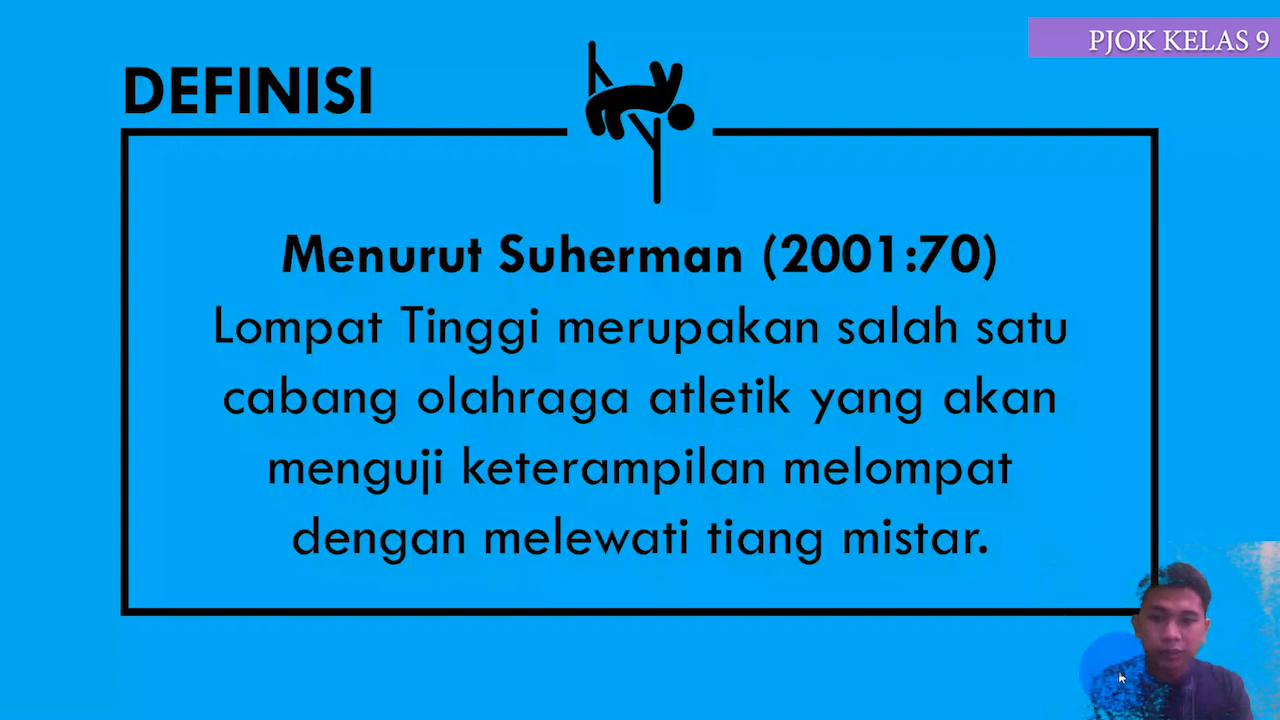 PJOK KELAS 9
DEFINISI
Menurut Suherman (2001:70)
Lompat Tinggi merupakan salah satu
cabang olahraga atletik yang akan
menguji keterampilan melompat
dengan melewati tiang mistar.